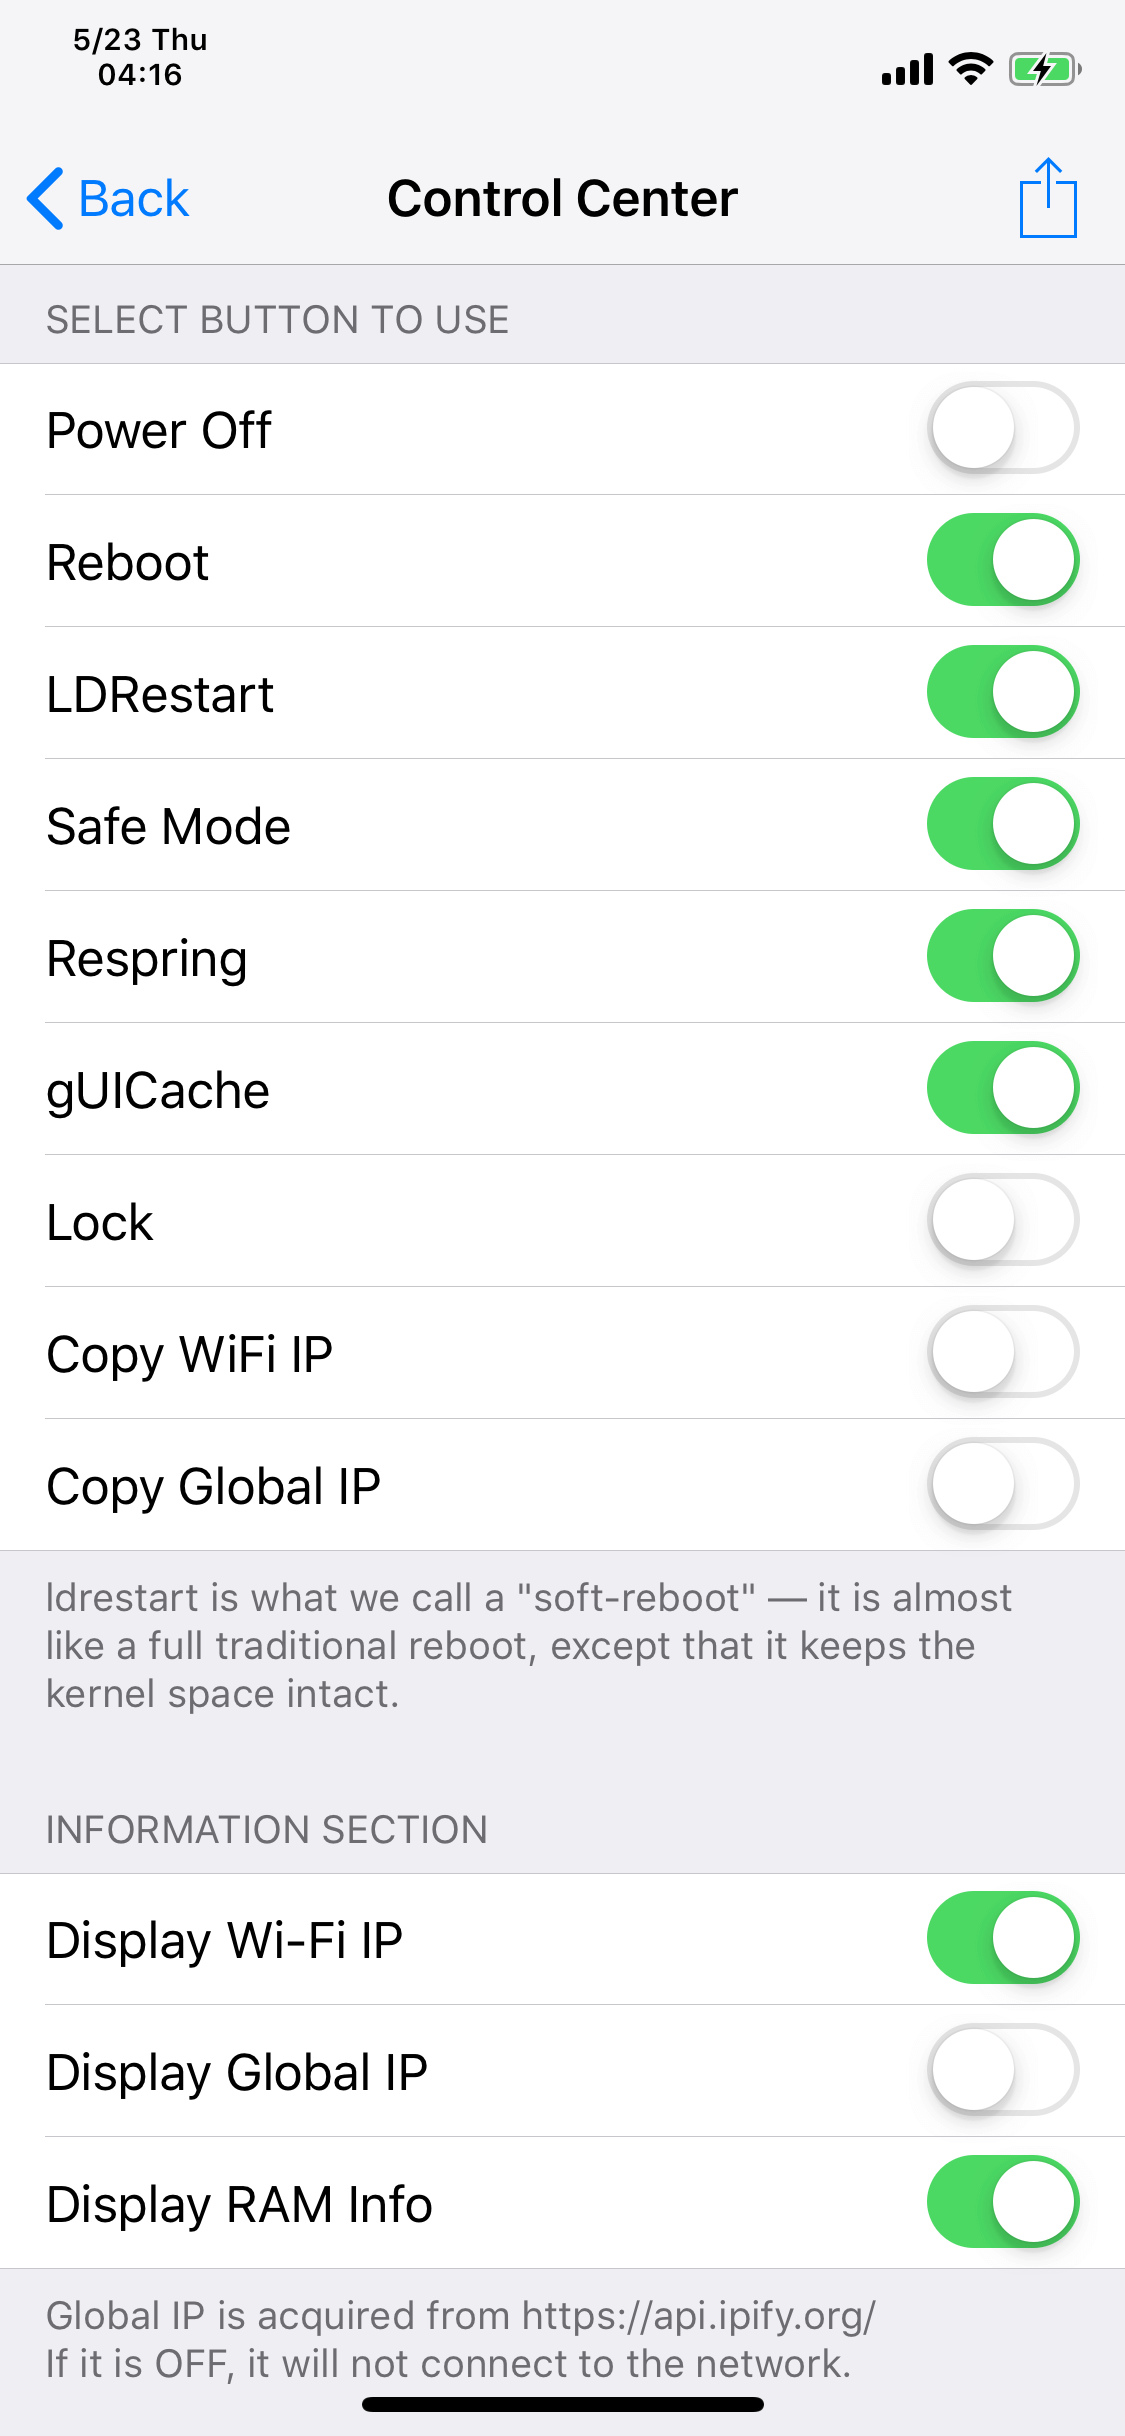 5/23 Thu
04:16
Back
Control Center
SELECT BUTTON TO USE
Power Off
Reboot
LDRestart
Safe Mode
Respring
gUICache
Lock
Copy WiFi IP
Copy Global IP
ldrestart is what we call a "soft-reboot" — it is almost
like a full traditional reboot, except that it keeps the
kernel space intact.
INFORMATION SECTION
Display Wi-Fi IP
Display Global IP
Display RAM Info
Global IP is acquired from https://api.ipify.org/
If it is OFF, it will not connect to the network.